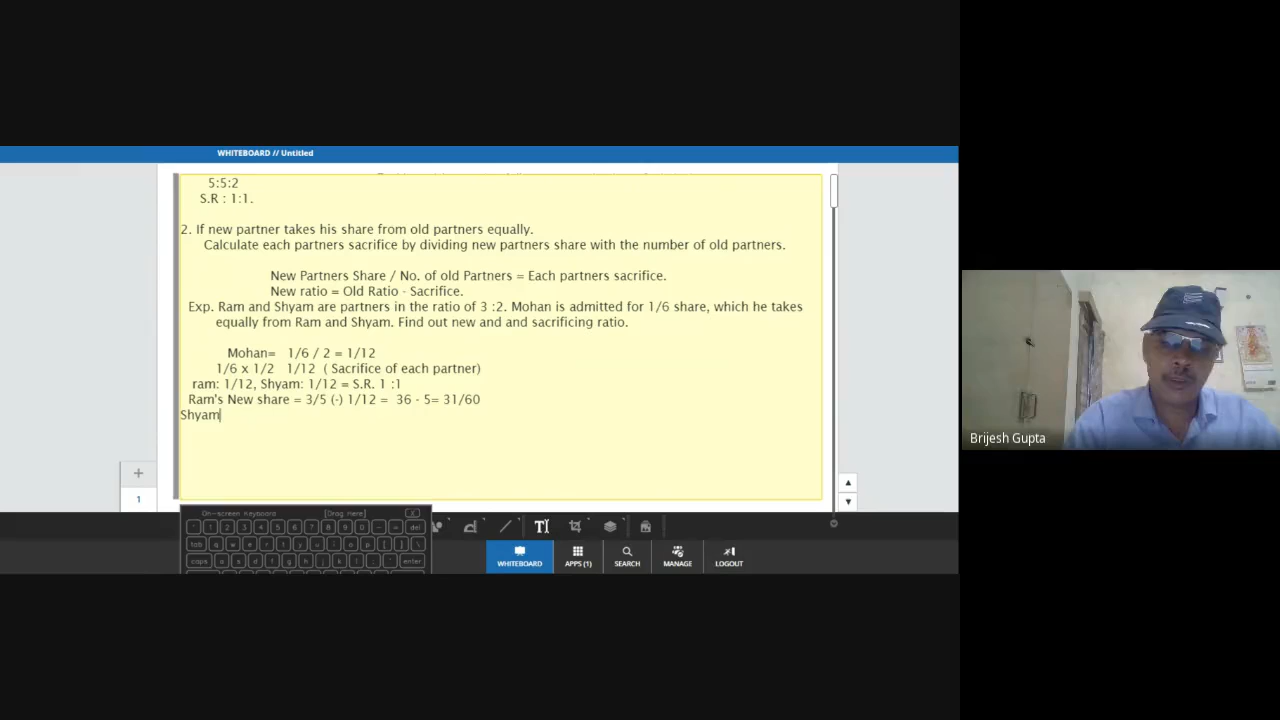 WHITEBOARD // Untitled
5:5:2
S.R : 1:1.
2. If new partner takes his share from old partners equally.
Calculate each partners sacrifice by dividing new partners share with the number of old partners.
New Partners Share / No. of old Partners = Each partners sacrifice.
New ratio = Old Ratio - Sacrifice.
Exp. Ram and Shyam are partners in the ratio of 3 :2. Mohan is admitted for 1/6 share, which he takes
equally from Ram and Shyam. Find out new and and sacrificing ratio.
Mohan= 1/6 / 2 = 1/12
1/6 x 1/2 1/12 ( Sacrifice of each partner)
ram: 1/12, Shyam: 1/12 = S.R. 1 :1
Ram's New share = 3/5 (-) 1/12 = 36 - 5= 31/60
Shyam
Brijesh Gupta
1
On-screen Keyboard [Drag Here]
WHITEBOARD APPS (1) SEARCH MANAGE LOGOUT